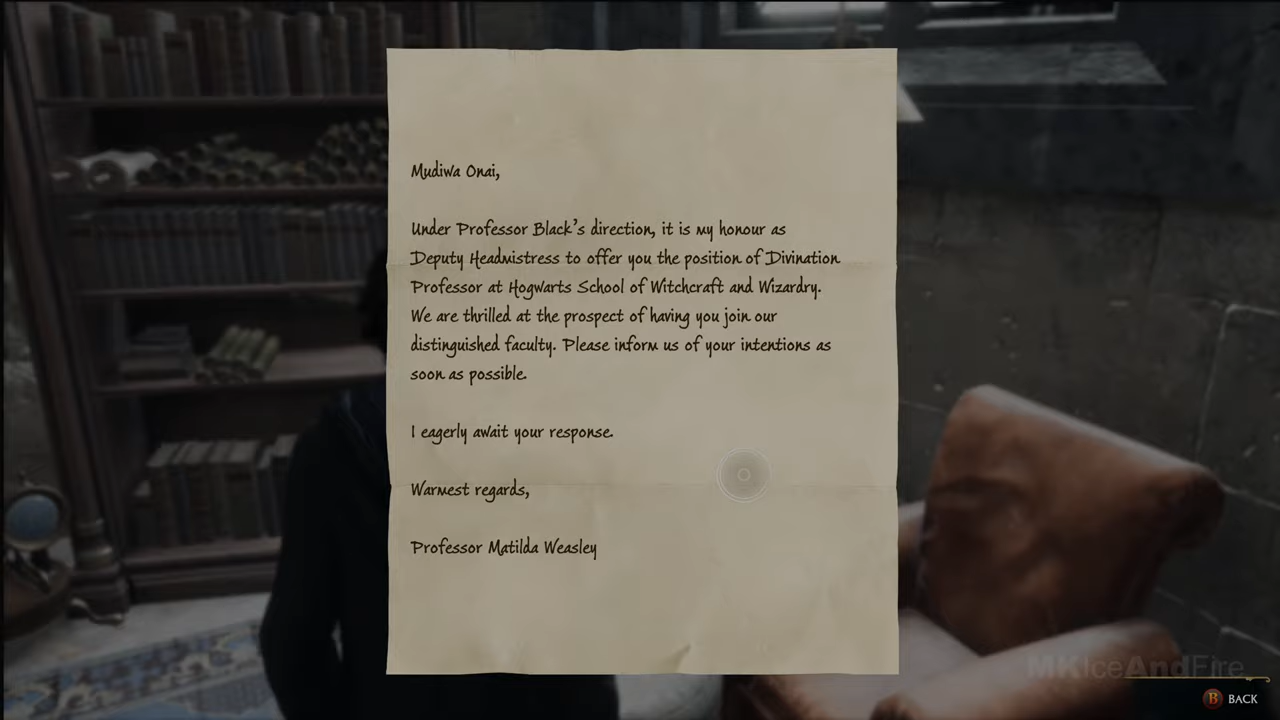 Mudiwa Onai,
Under Professor Black's direction, it is my honour as
Deputy Headmistress to offer you the position of Divination
Professor at Hogwarts School of Witchcraft and Wizardry.
We are thrilled at the prospect of having you join our
distinguished faculty. Please inform us of your intentions as
soon as possible.
I eagerly await your response.
Warmest regards,
Professor Matilda Weasley
MKIceAndFire
B BACK